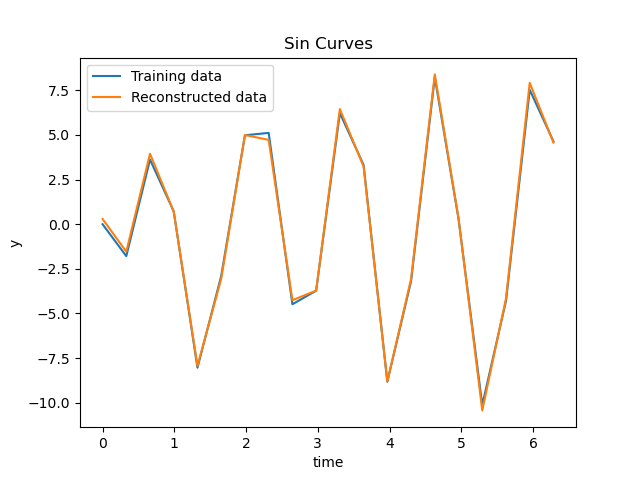 Sin Curves
Training data
Reconstructed data
y
7.5
5.0
2.5
0.0
−2.5
−5.0
−7.5
−10.0
0 1 2 3 4 5 6
time